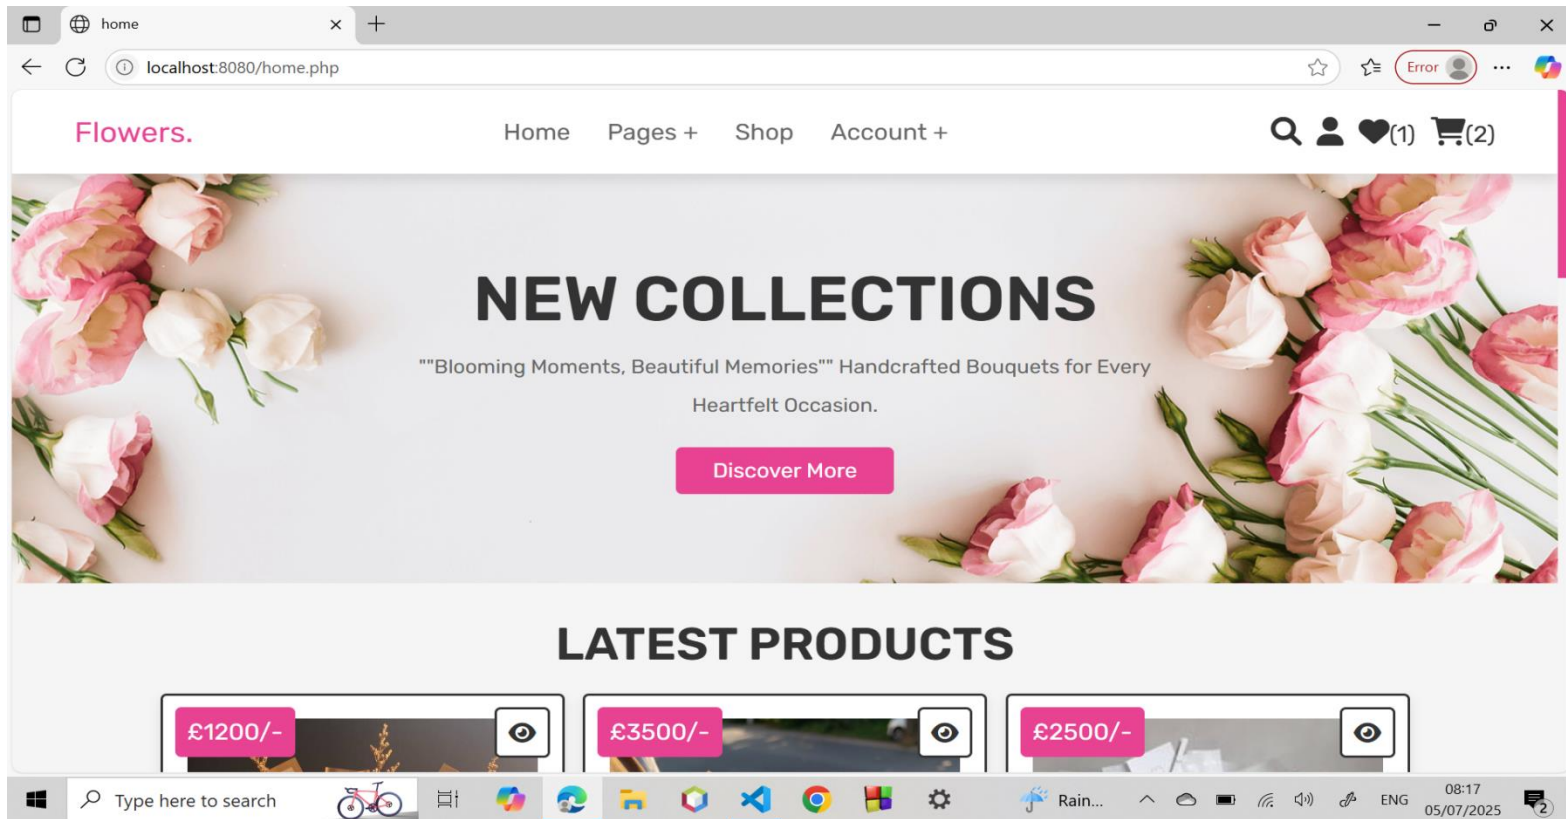 home
localhost:8080/home.php
Error
Flowers.
Home Pages + Shop Account + (1) (2)
NEW COLLECTIONS
""Blooming Moments, Beautiful Memories"" Handcrafted Bouquets for Every
Heartfelt Occasion.
Discover More
LATEST PRODUCTS
£1200/- £3500/- £2500/-
Type here to search
Rain...
ENG
08:17
05/07/2025
2